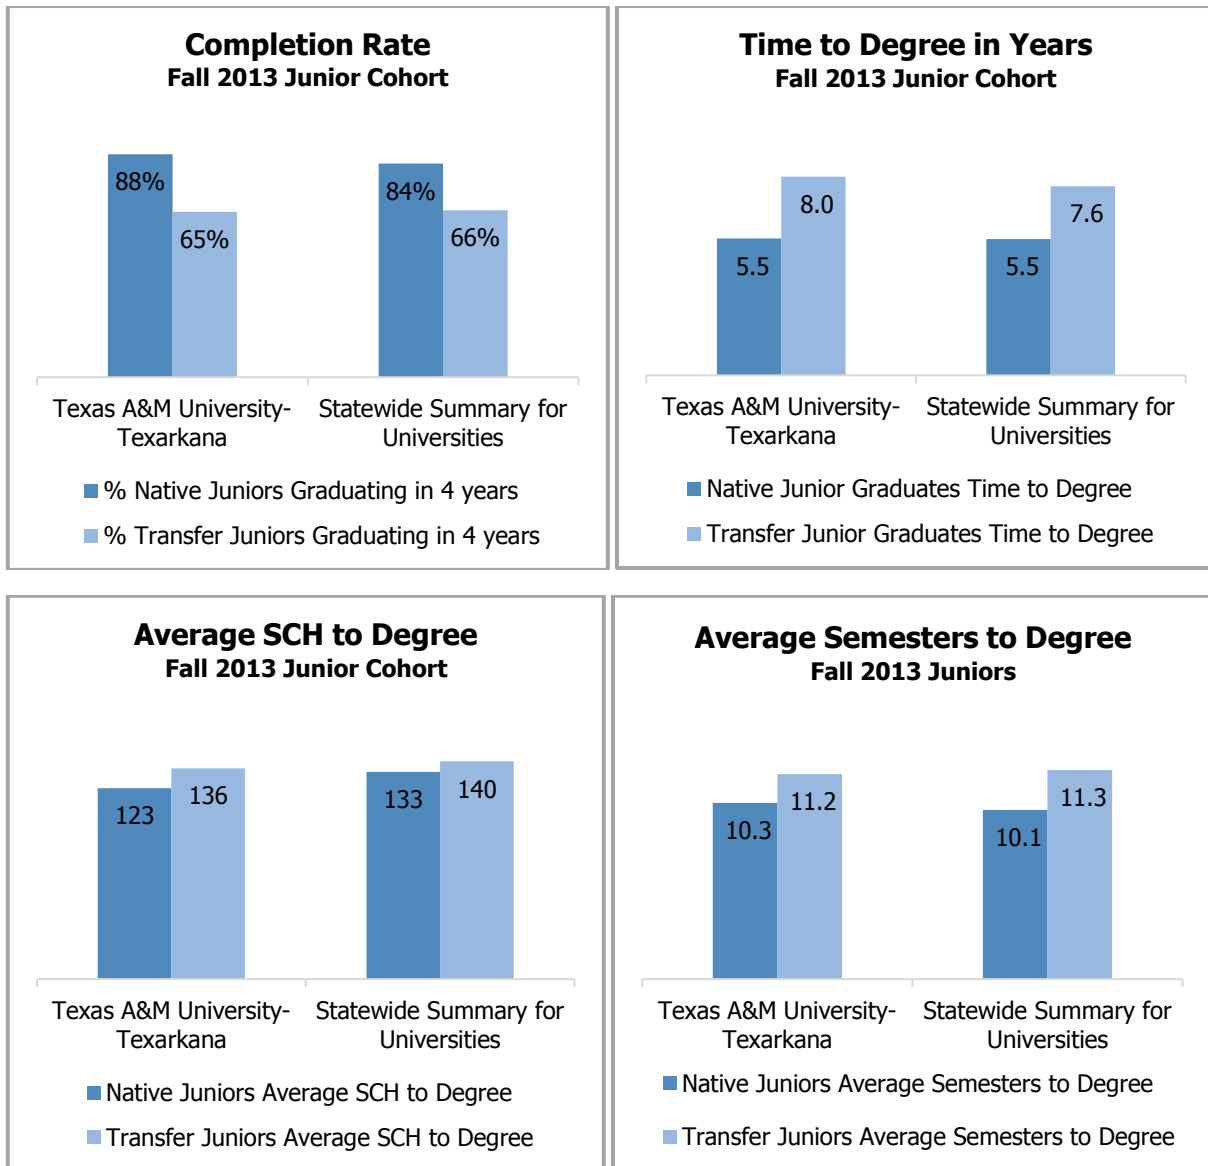 Completion Rate
Fall 2013 Junior Cohort
88%
65%
84%
66%
Texas A&M University-
Texarkana
Statewide Summary for
Universities
% Native Juniors Graduating in 4 years
% Transfer Juniors Graduating in 4 years
Time to Degree in Years
Fall 2013 Junior Cohort
5.5
8.0
5.5
7.6
Texas A&M University-
Texarkana
Statewide Summary for
Universities
Native Junior Graduates Time to Degree
Transfer Junior Graduates Time to Degree
Average SCH to Degree
Fall 2013 Junior Cohort
123
136
133
140
Texas A&M University-
Texarkana
Statewide Summary for
Universities
Native Juniors Average SCH to Degree
Transfer Juniors Average SCH to Degree
Average Semesters to Degree
Fall 2013 Juniors
10.3
11.2
10.1
11.3
Texas A&M University-
Texarkana
Statewide Summary for
Universities
Native Juniors Average Semesters to Degree
Transfer Juniors Average Semesters to Degree